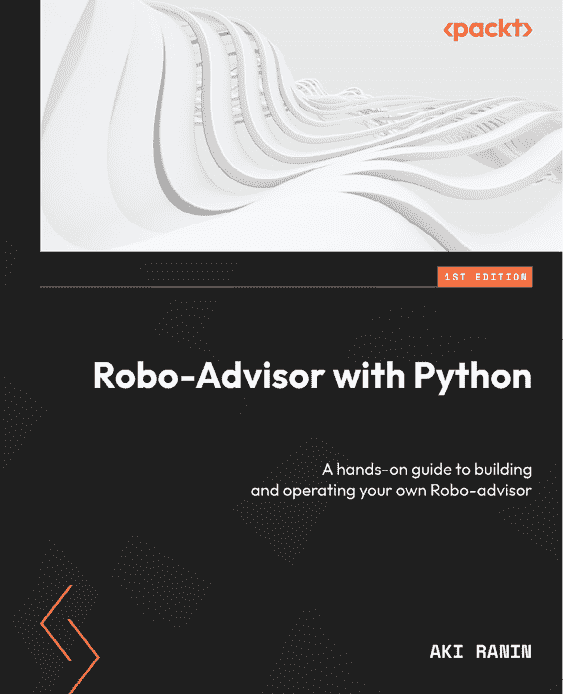 <packt>
1ST EDITION
Robo-Advisor with Python
A hands-on guide to building
and operating your own Robo-advisor
AKI RANIN